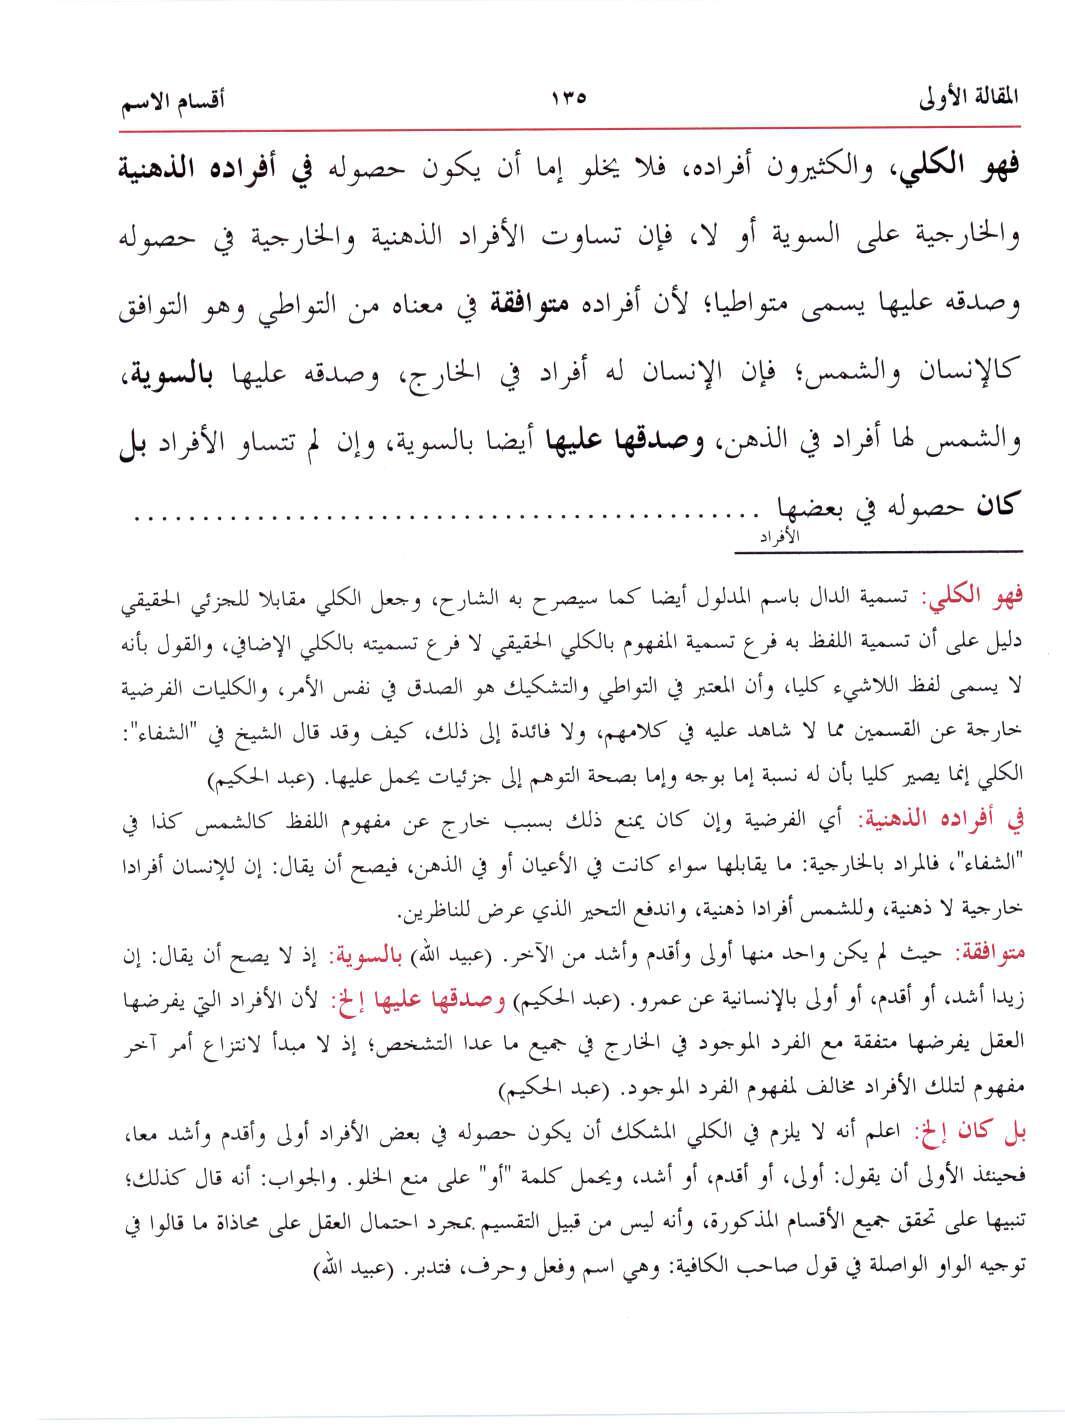 المقالة الأولى ١٣٥ أقسام الاسم
فهو الكلي، والكثيرون أفراده، فلا يخلو إما أن يكون حصوله في أفراده الذهنية
والخارجية على السوية أو لا، فإن تساوت الأفراد الذهنية والخارجية في حصوله
وصدقه عليها يسمى متواطيا؛ لأن أفراده متوافقة في معناه من التواطي وهو التوافق
كالإنسان والشمس؛ فإن الإنسان له أفراد في الخارج، وصدقه عليها بالسوية،
والشمس لها أفراد في الذهن، وصدقها عليها أيضا بالسوية، وإن لم تتساو الأفراد بل
كان حصوله في بعضها ..............................................
الأفراد
فهو الكلي: تسمية الدال باسم المدلول أيضا كما سيصرح به الشارح، وجعل الكلي مقابلا للجزئي الحقيقي
دليل على أن تسمية اللفظ به فرع تسمية المفهوم بالكلي الحقيقي لا فرع تسميته بالكلي الإضافي، والقول بأنه
لا يسمى لفظ اللاشيء كليا، وأن المعتبر في التواطي والتشكيك هو الصدق في نفس الأمر، والكليات الفرضية
خارجة عن القسمين مما لا شاهد عليه في كلامهم، ولا فائدة إلى ذلك، كيف وقد قال الشيخ في "الشفاء":
الكلي إنما يصير كليا بأن له نسبة إما بوجه وإما بصحة التوهم إلى جزئيات يحمل عليها. (عبد الحكيم)
في أفراده الذهنية: أي الفرضية وإن كان يمنع ذلك بسبب خارج عن مفهوم اللفظ كالشمس كذا في
"الشفاء"، فالمراد بالخارجية: ما يقابلها سواء كانت في الأعيان أو في الذهن، فيصح أن يقال: إن للإنسان أفرادا
خارجية لا ذهنية، وللشمس أفرادا ذهنية، واندفع التحير الذي عرض للناظرين.
متوافقة: حيث لم يكن واحد منها أولى وأقدم وأشد من الآخر. (عبيد الله) بالسوية: إذ لا يصح أن يقال: إن
زيدا أشد، أو أقدم، أو أولى بالإنسانية عن عمرو. (عبد الحكيم) وصدقها عليها إلخ: لأن الأفراد التي يفرضها
العقل يفرضها متفقة مع الفرد الموجود في الخارج في جميع ما عدا التشخص؛ إذ لا مبدأ لانتزاع أمر آخر
مفهوم لتلك الأفراد مخالف لمفهوم الفرد الموجود. (عبد الحكيم)
بل كان إلخ: اعلم أنه لا يلزم في الكلي المشكك أن يكون حصوله في بعض الأفراد أولى وأقدم وأشد معا،
فحينئذ الأولى أن يقول: أولى، أو أقدم، أو أشد، ويحمل كلمة "أو" على منع الخلو. والجواب: أنه قال كذلك؛
تنبيها على تحقق جميع الأقسام المذكورة، وأنه ليس من قبيل التقسيم بمجرد احتمال العقل على محاذاة ما قالوا في
توجيه الواو الواصلة في قول صاحب الكافية: وهي اسم وفعل وحرف، فتدبر. (عبيد الله)